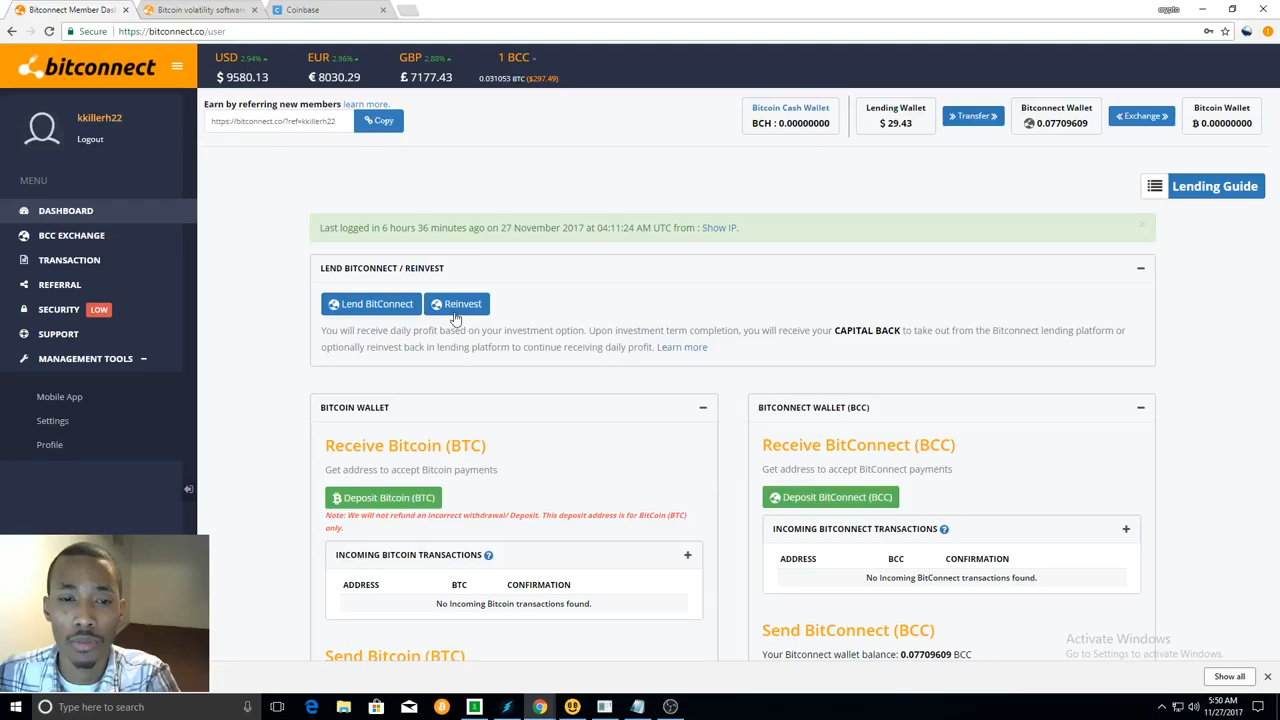 Bitconnect Member Das
Bitcoin volatility software
Coinbase
crypto
Secure
https://bitconnect.co/user
bitconnect
USD 2.94%
$ 9580.13
EUR 2.96%
€ 8030.29
GBP 2.88%
£ 7177.43
1 BCC -
0.031053 BTC ($297.49)
kkillerh22
Logout
MENU
DASHBOARD
BCC EXCHANGE
TRANSACTION
REFERRAL
SECURITY LOW
SUPPORT
MANAGEMENT TOOLS
Mobile App
Settings
Profile
Earn by referring new members learn more.
https://bitconnect.co/?ref=kkillerh22
Copy
Bitcoin Cash Wallet
BCH : 0.00000000
Lending Wallet
$ 29.43
Transfer
Bitconnect Wallet
0.07709609
Exchange
Bitcoin Wallet
0.00000000
Lending Guide
Last logged in 6 hours 36 minutes ago on 27 November 2017 at 04:11:24 AM UTC from : Show IP.
LEND BITCONNECT / REINVEST
Lend BitConnect
Reinvest
You will receive daily profit based on your investment option. Upon investment term completion, you will receive your CAPITAL BACK to take out from the Bitconnect lending platform or
optionally reinvest back in lending platform to continue receiving daily profit. Learn more
BITCOIN WALLET
Receive Bitcoin (BTC)
Get address to accept Bitcoin payments
Deposit Bitcoin (BTC)
Note: We will not refund an incorrect withdrawal/ Deposit. This deposit address is for BitCoin (BTC)
only.
INCOMING BITCOIN TRANSACTIONS
ADDRESS BTC CONFIRMATION
No Incoming Bitcoin transactions found.
Send Bitcoin (BTC)
BITCONNECT WALLET (BCC)
Receive BitConnect (BCC)
Get address to accept BitConnect payments
Deposit BitConnect (BCC)
INCOMING BITCONNECT TRANSACTIONS
ADDRESS BCC CONFIRMATION
No Incoming BitConnect transactions found.
Send BitConnect (BCC)
Your Bitconnect wallet balance: 0.07709609 BCC
Activate Windows
Go to Settings to activate Windows.
Show all
Type here to search
5:50 AM
11/27/2017